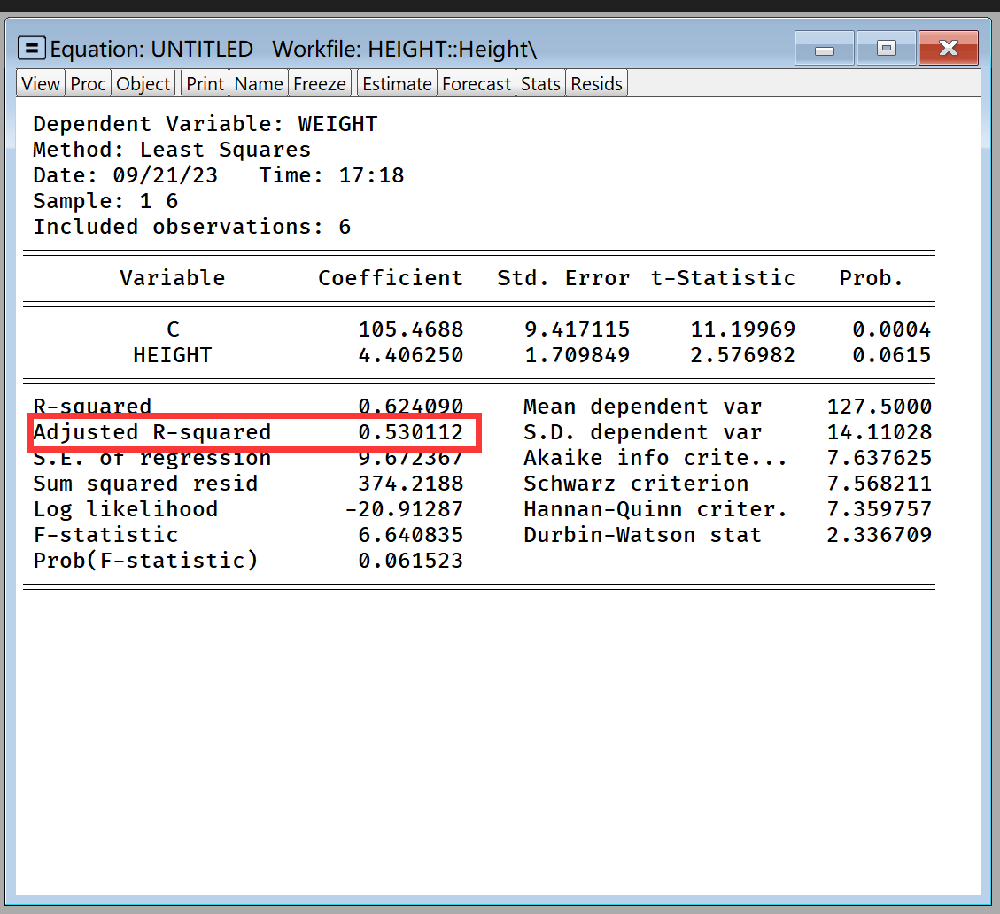 Equation: UNTITLED Workfile: HEIGHT::Height\
View Proc Object Print Name Freeze Estimate Forecast Stats Resids
Dependent Variable: WEIGHT
Method: Least Squares
Date: 09/21/23 Time: 17:18
Sample: 1 6
Included observations: 6
Variable Coefficient Std. Error t-Statistic Prob.
C 105.4688 9.417115 11.19969 0.0004
HEIGHT 4.406250 1.709849 2.576982 0.0615
R-squared 0.624090 Mean dependent var 127.5000
Adjusted R-squared 0.530112 S.D. dependent var 14.11028
S.E. of regression 9.672367 Akaike info crite... 7.637625
Sum squared resid 374.2188 Schwarz criterion 7.568211
Log likelihood -20.91287 Hannan-Quinn criter. 7.359757
F-statistic 6.640835 Durbin-Watson stat 2.336709
Prob(F-statistic) 0.061523